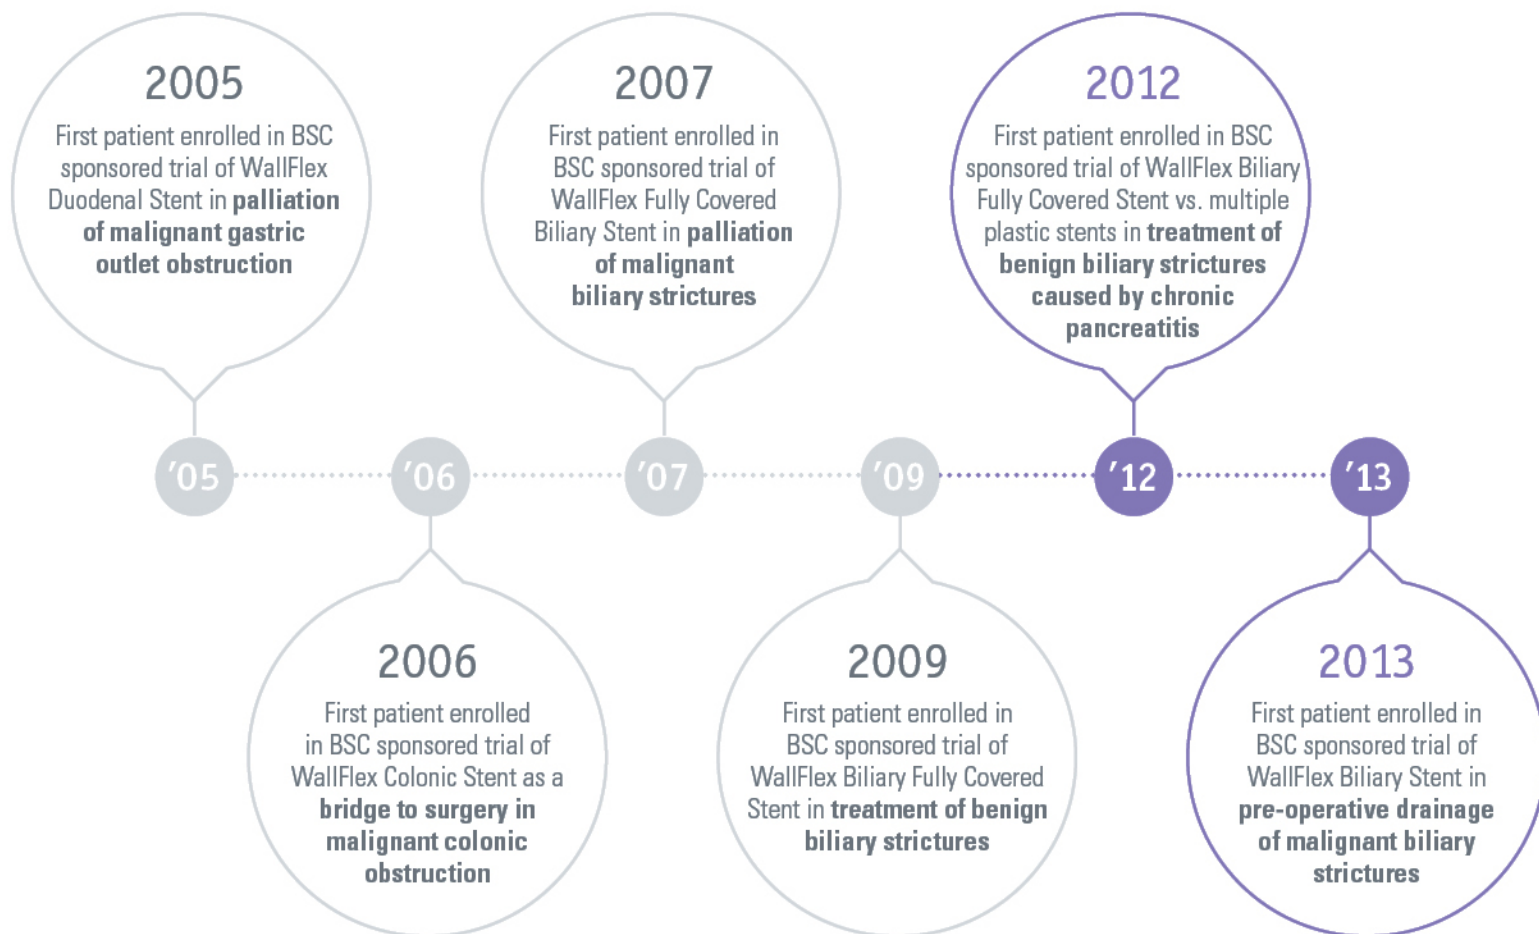 2005
First patient enrolled in BSC
sponsored trial of WallFlex
Duodenal Stent in palliation
of malignant gastric
outlet obstruction
2007
First patient enrolled in
BSC sponsored trial of
WallFlex Fully Covered
Biliary Stent in palliation
of malignant
biliary strictures
2012
First patient enrolled in BSC
sponsored trial of WallFlex Biliary
Fully Covered Stent vs. multiple
plastic stents in treatment of
benign biliary strictures
caused by chronic
pancreatitis
’05
’06
’07
’09
’12
’13
2006
First patient enrolled
in BSC sponsored trial of
WallFlex Colonic Stent as a
bridge to surgery in
malignant colonic
obstruction
2009
First patient enrolled in
BSC sponsored trial of
WallFlex Biliary Fully Covered
Stent in treatment of benign
biliary strictures
2013
First patient enrolled in
BSC sponsored trial of
WallFlex Biliary Stent in
pre-operative drainage
of malignant biliary
strictures